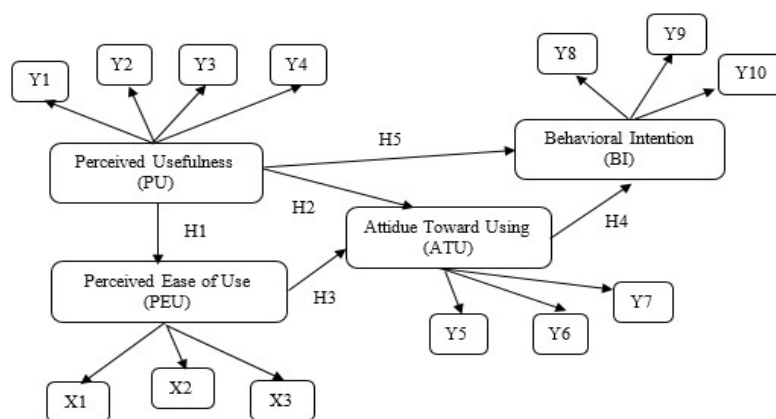 Y1
Y2
Y3
Y4
Y8
Y9
Y10
Perceived Usefulness
(PU)
H5
Behavioral Intention
(BI)
H1
H2
Attidue Toward Using
(ATU)
H4
Perceived Ease of Use
(PEU)
H3
Y5
Y6
Y7
X1
X2
X3